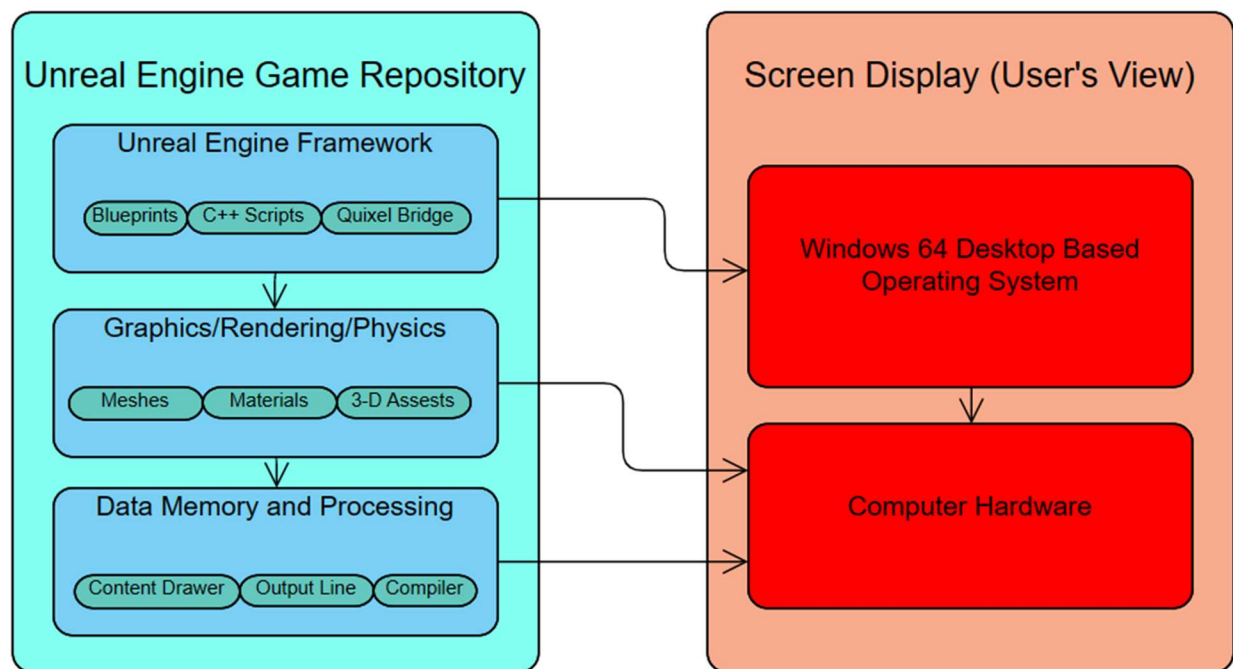 Unreal Engine Game Repository
Unreal Engine Framework
Blueprints
C++ Scripts
Quixel Bridge
Graphics/Rendering/Physics
Meshes
Materials
3-D Assests
Data Memory and Processing
Content Drawer
Output Line
Compiler
Screen Display (User's View)
Windows 64 Desktop Based
Operating System
Computer Hardware